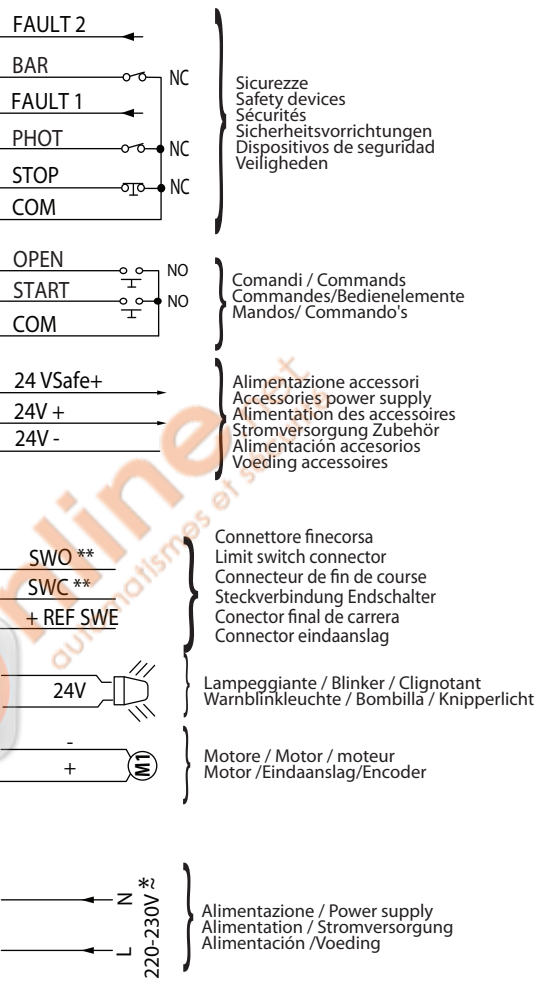 FAULT 2
BAR
NC
FAULT 1
PHOT
NC
STOP
NC
COM
Sicurezze
Safety devices
Sécurités
Sicherheitsvorrichtungen
Dispositivos de seguridad
Veiligheden
OPEN
NO
START
NO
COM
Comandi / Commands
Commandes/Bedienelemente
Mandos/ Commando's
24 VSafe+
24V +
24V -
Alimentazione accessori
Accessories power supply
Alimentation des accessoires
Stromversorgung Zubehör
Alimentación accesorios
Voeding accessoires
SWO **
SWC **
+ REF SWE
Connettore finecorsa
Limit switch connector
Connecteur de fin de course
Steckverbindung Endschalter
Conector final de carrera
Connector eindaanslag
24V
Lampeggiante / Blinker / Clignotant
Warnblinkleuchte / Bombilla / Knipperlicht
-
+
M1
Motore / Motor / moteur
Motor /Eindaanslag/Encoder
N
L
220-230V ~*
Alimentazione / Power supply
Alimentation / Stromversorgung
Alimentación /Voeding
automatismes et sécurité